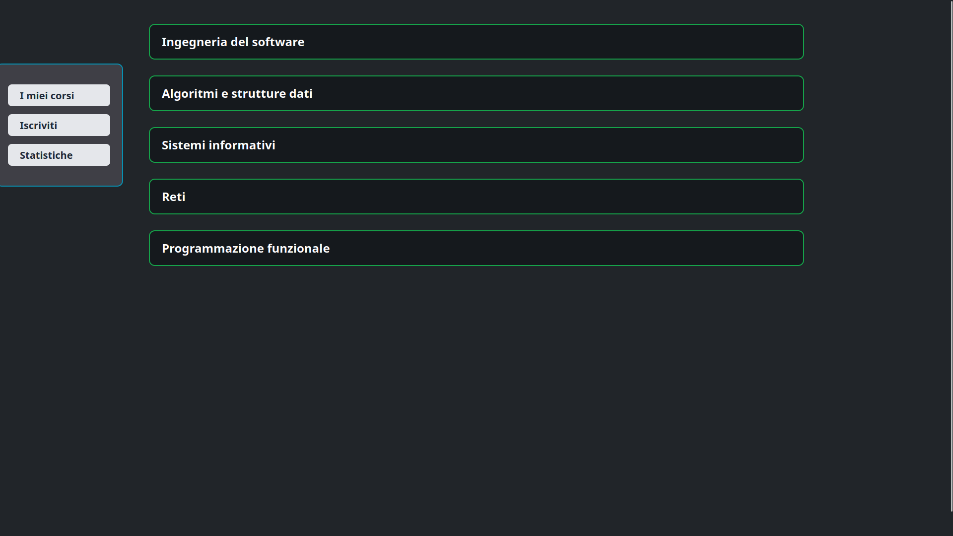 I miei corsi
Iscriviti
Statistiche
Ingegneria del software
Algoritmi e strutture dati
Sistemi informativi
Reti
Programmazione funzionale